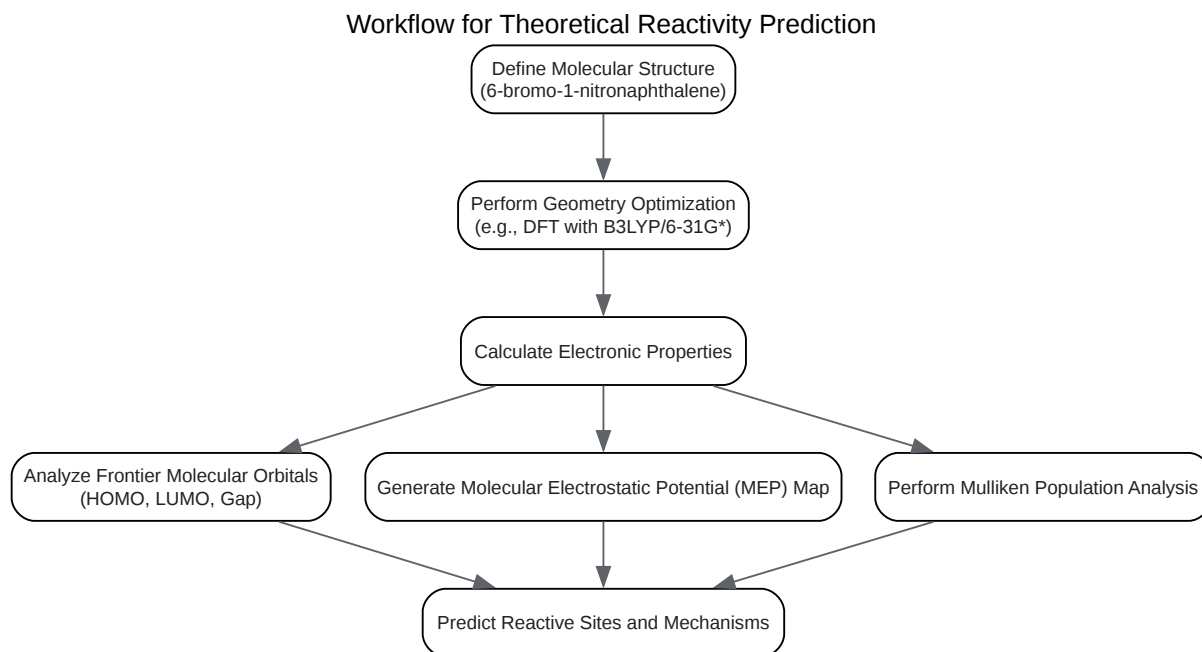 Workflow for Theoretical Reactivity Prediction
Define Molecular Structure
(6-bromo-1-nitronaphthalene)
Perform Geometry Optimization
(e.g., DFT with B3LYP/6-31G*)
Calculate Electronic Properties
Analyze Frontier Molecular Orbitals
(HOMO, LUMO, Gap)
Generate Molecular Electrostatic Potential (MEP) Map
Perform Mulliken Population Analysis
Predict Reactive Sites and Mechanisms